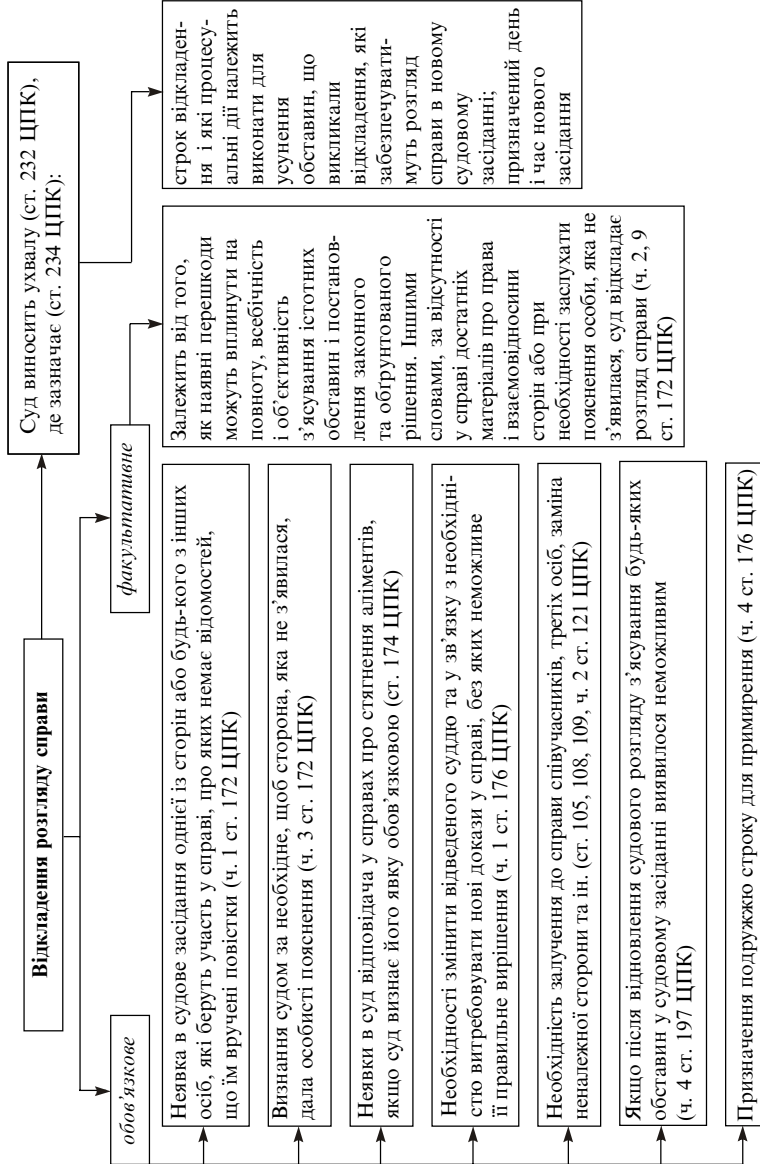 Відкладення розгляду справи
Суд виносить ухвалу (ст. 232 ЦПК),
де зазначає (ст. 234 ЦПК):
обов’язкове
факультативне
Неявка в судове засідання однієї із сторін або будь-кого з інших
осіб, які беруть участь у справі, про яких немає відомостей,
що їм вручені повістки (ч. 1 ст. 172 ЦПК)
Визнання судом за необхідне, щоб сторона, яка не з’явилася,
дала особисті пояснення (ч. 3 ст. 172 ЦПК)
Неявки в суд відповідача у справах про стягнення аліментів,
якщо суд визнає його явку обов’язковою (ст. 174 ЦПК)
Необхідності змінити відведеного суддю та у зв’язку з необхідні-
стю витребовувати нові докази у справі, без яких неможливе
її правильне вирішення (ч. 1 ст. 176 ЦПК)
Необхідність залучення до справи співучасників, третіх осіб, заміна
неналежної сторони та ін. (ст. 105, 108, 109, ч. 2 ст. 121 ЦПК)
Якщо після відновлення судового розгляду з’ясування будь-яких
обставин у судовому засіданні виявилося неможливим
(ч. 4 ст. 197 ЦПК)
Призначення подружжю строку для примирення (ч. 4 ст. 176 ЦПК)
Залежить від того,
як наявні перешкоди
можуть вплинути на
повноту, всебічність
і об’єктивність
з’ясування істотних
обставин і постанов-
лення законного
та обґрунтованого
рішення. Іншими
словами, за відсутності
у справі достатніх
матеріалів про права
і взаємовідносини
сторін або при
необхідності заслухати
пояснення особи, яка не
з’явилася, суд відкладає
розгляд справи (ч. 2, 9
ст. 172 ЦПК)
строк відкладен-
ня і які процесу-
альні дії належить
виконати для
усунення
обставин, що
викликали
відкладення, які
забезпечувати-
муть розгляд
справи в новому
судовому
засіданні;
призначений день
і час нового
засідання